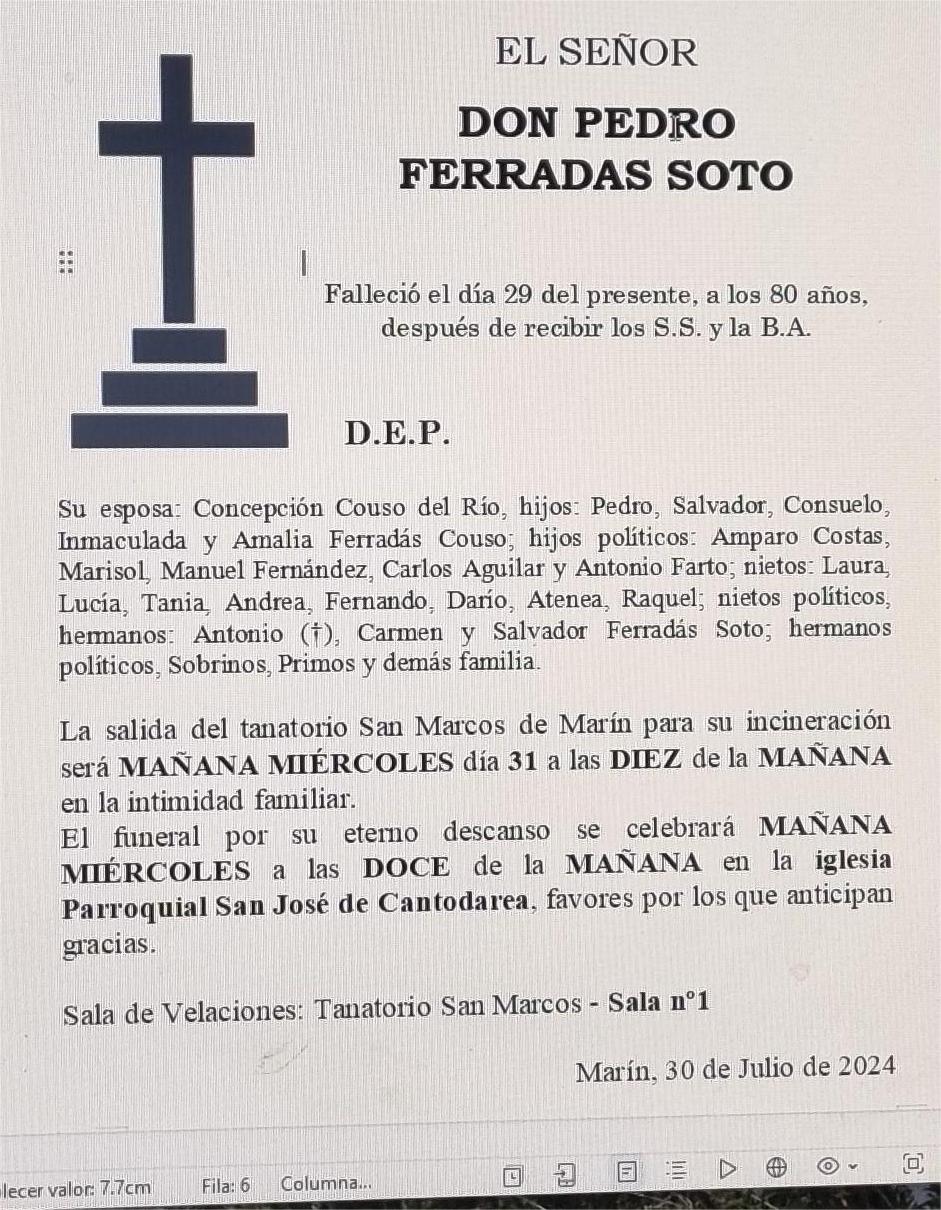 EL SEÑOR
DON PEDRO
FERRADAS SOTO
Falleció el día 29 del presente, a los 80 años,
después de recibir los S.S. y la B.A.
D.E.P.
Su esposa: Concepción Couso del Río, hijos: Pedro, Salvador, Consuelo,
Inmaculada y Amalia Ferradás Couso; hijos políticos: Amparo Costas,
Marisol, Manuel Fernández, Carlos Aguilar y Antonio Farto; nietos: Laura,
Lucía, Tania, Andrea, Fernando, Darío, Atenea, Raquel; nietos políticos,
hermanos: Antonio (†), Carmen y Salvador Ferradás Soto; hermanos
políticos, Sobrinos, Primos y demás familia.
La salida del tanatorio San Marcos de Marín para su incineración
será MAÑANA MIÉRCOLES día 31 a las DIEZ de la MAÑANA
en la intimidad familiar.
El funeral por su eterno descanso se celebrará MAÑANA
MIÉRCOLES a las DOCE de la MAÑANA en la iglesia
Parroquial San José de Cantodarea, favores por los que anticipan
gracias.
Sala de Velaciones: Tanatorio San Marcos - Sala nº1
Marín, 30 de Julio de 2024
lecer valor: 7.7cm Fila: 6 Columna...